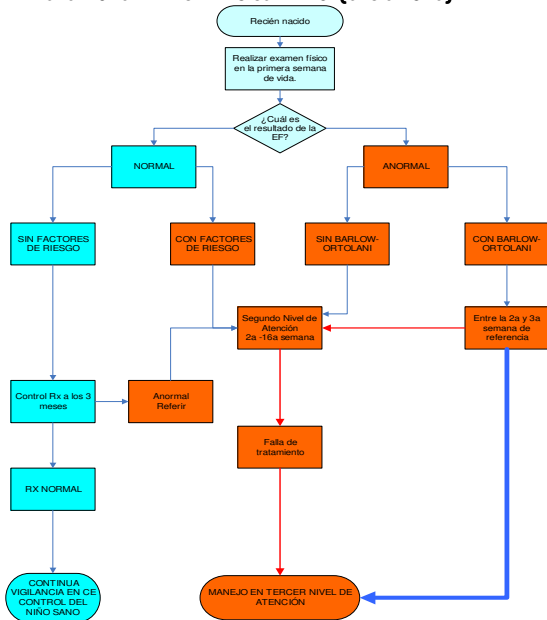 Recién nacido
Realizar examen físico
en la primera semana
de vida.
¿Cuál es
el resultado de la
EF?
NORMAL
ANORMAL
SIN FACTORES
DE RIESGO
CON FACTORES
DE RIESGO
SIN BARLOW-
ORTOLANI
CON BARLOW-
ORTOLANI
Segundo Nivel de
Atención
2a -16a semana
Entre la 2a y 3a
semana de
referencia
Control Rx a los 3
meses
Anormal
Referir
Falla de
tratamiento
RX NORMAL
CONTINUA
VIGILANCIA EN CE
CONTROL DEL
NIÑO SANO
MANEJO EN TERCER NIVEL DE
ATENCIÓN